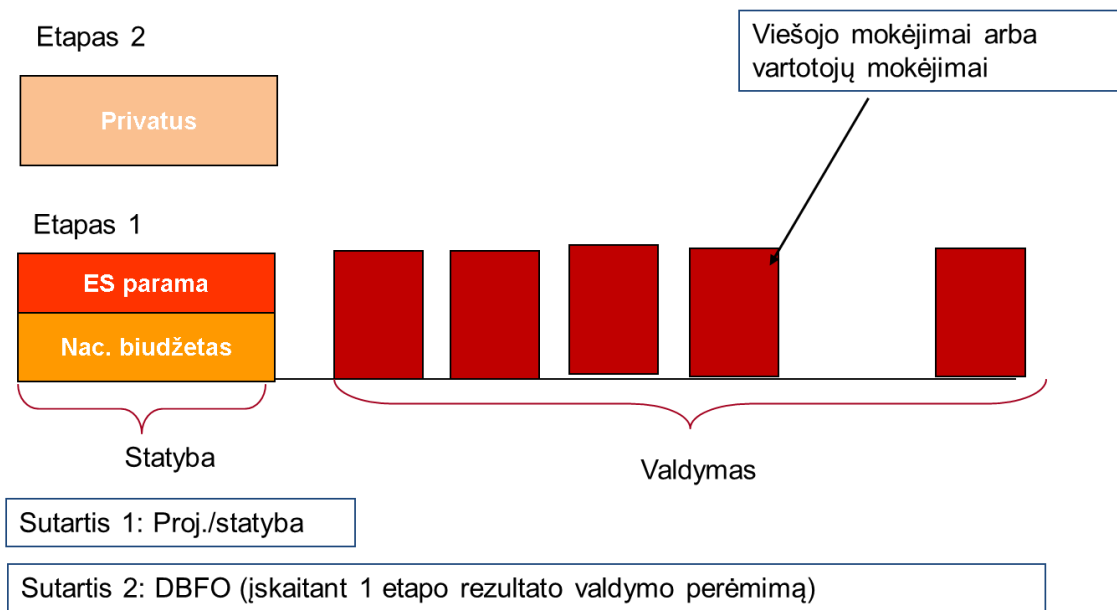 Etapas 2
Viešojo mokėjimai arba
vartotojų mokėjimai
Privatus
Etapas 1
ES parama
Nac. biudžetas
Statyba
Valdymas
Sutartis 1: Proj./statyba
Sutartis 2: DBFO (įskaitant 1 etapo rezultato valdymo perėmimą)